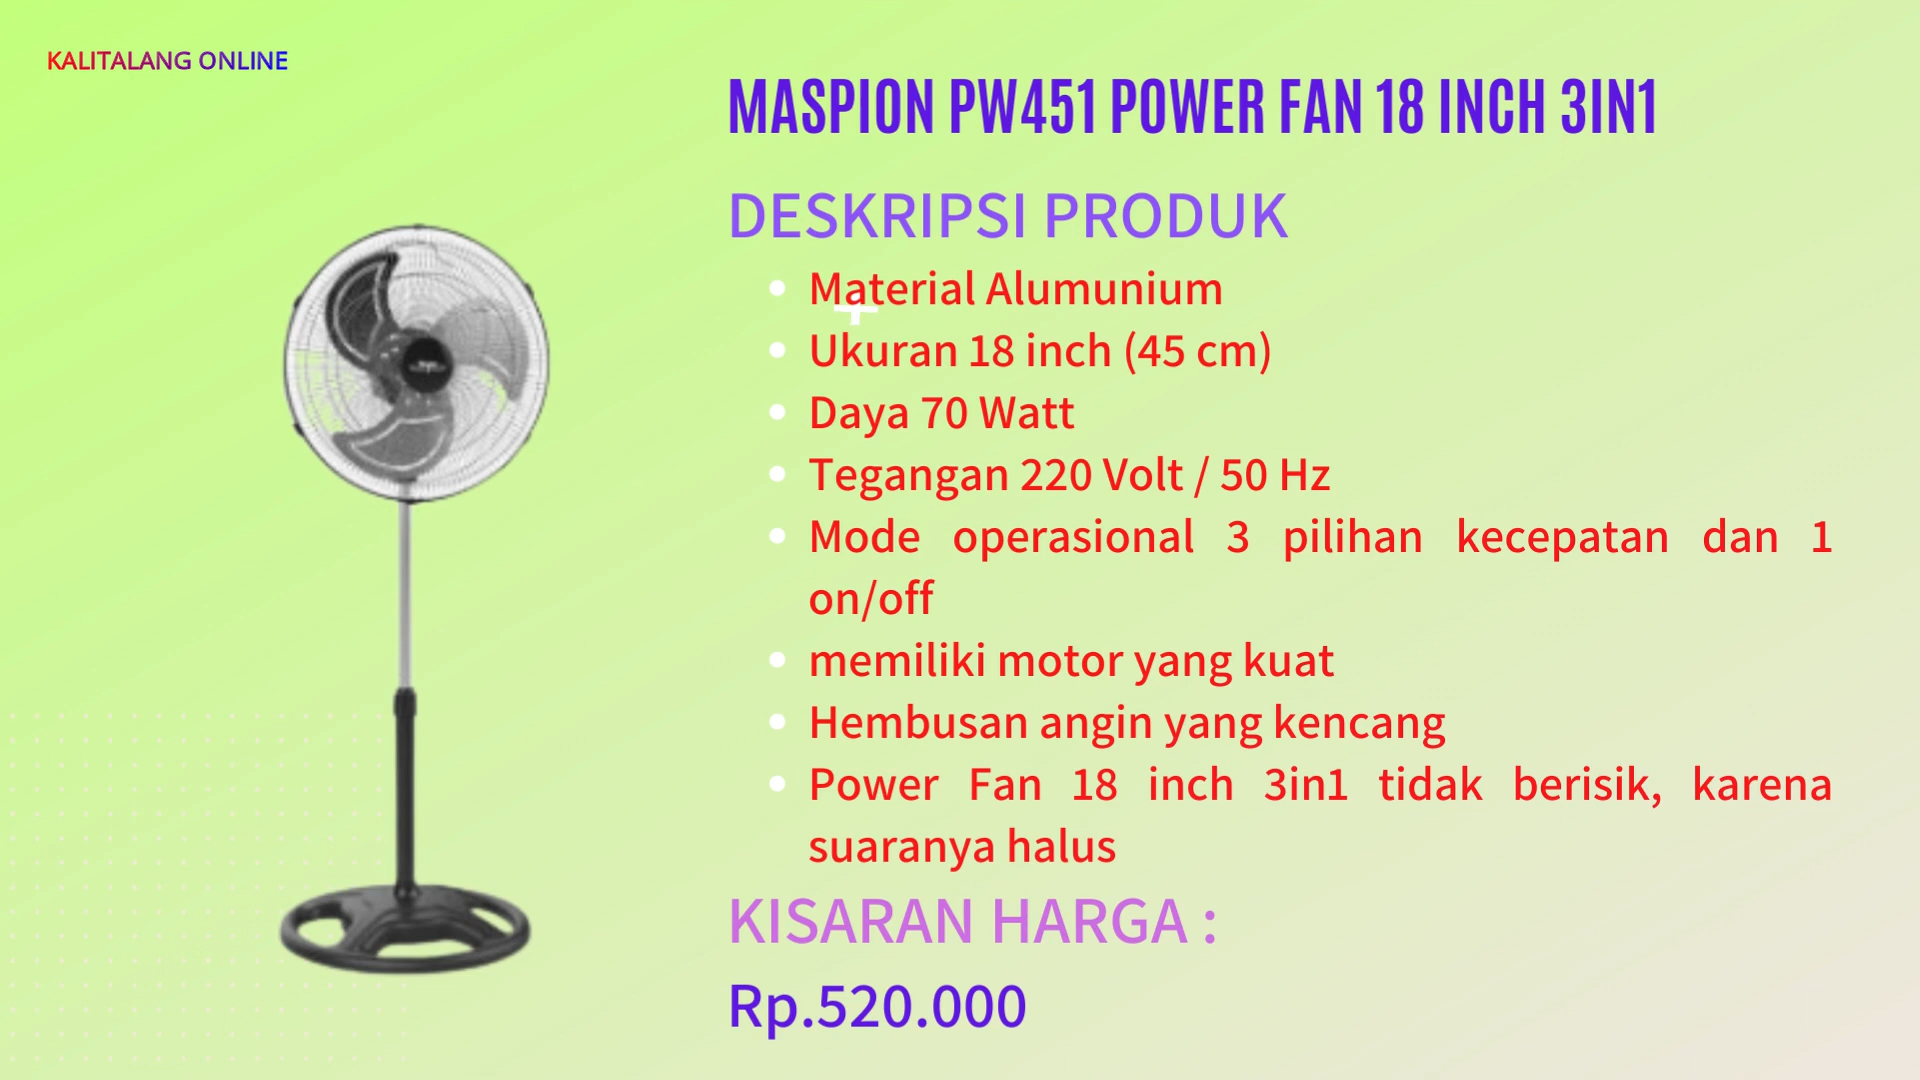 KALITALANG ONLINE
MASPION PW451 POWER FAN 18 INCH 3IN1
DESKRIPSI PRODUK
Material Alumunium
Ukuran 18 inch (45 cm)
Daya 70 Watt
Tegangan 220 Volt / 50 Hz
Mode operasional 3 pilihan kecepatan dan 1
on/off
memiliki motor yang kuat
Hembusan angin yang kencang
Power Fan 18 inch 3in1 tidak berisik, karena
suaranya halus
KISARAN HARGA :
Rp.520.000